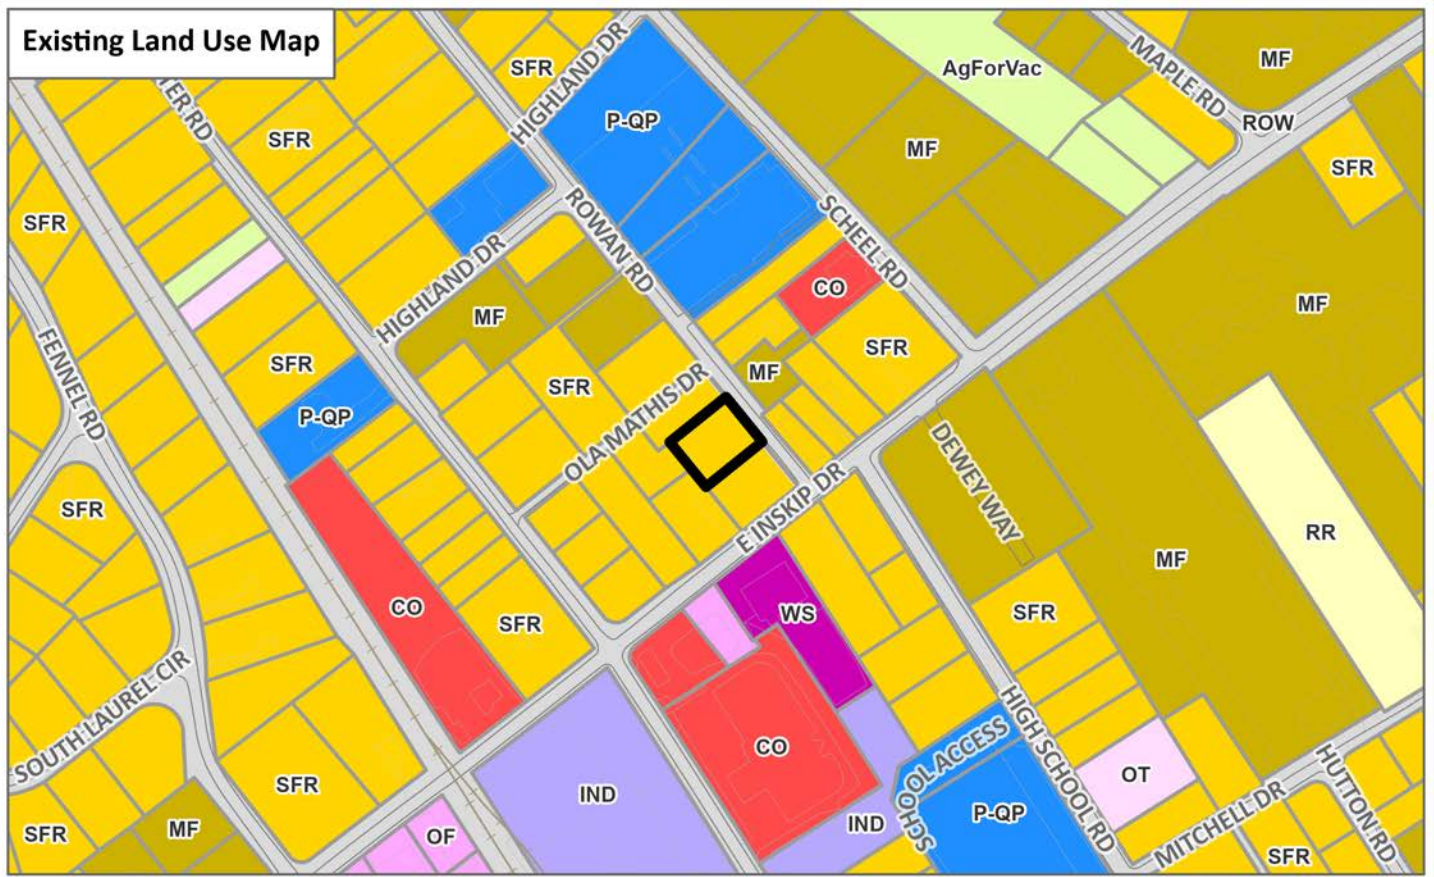 Existing Land Use Map
SFR
HIGHLAND DR
MAPLE RD
MF
AgForVac
TER RD
SFR
P-QP
ROW
MF
SFR
SFR
ROWAN RD
SCHEEL RD
HIGHLAND DR
CO
MF
MF
FENNEL RD
SFR
SFR
MF
SFR
OLA MATHIS DR
P-QP
DEWEY WAY
E INSKIP DR
SFR
RR
MF
CO
SFR
WS
SFR
SOUTH LAUREL CIR
HIGH SCHOOL RD
SCHOOL ACCESS
CO
OT
HUTTON RD
SFR
IND
P-QP
MITCHELL DR
IND
SFR
MF
OF
SFR